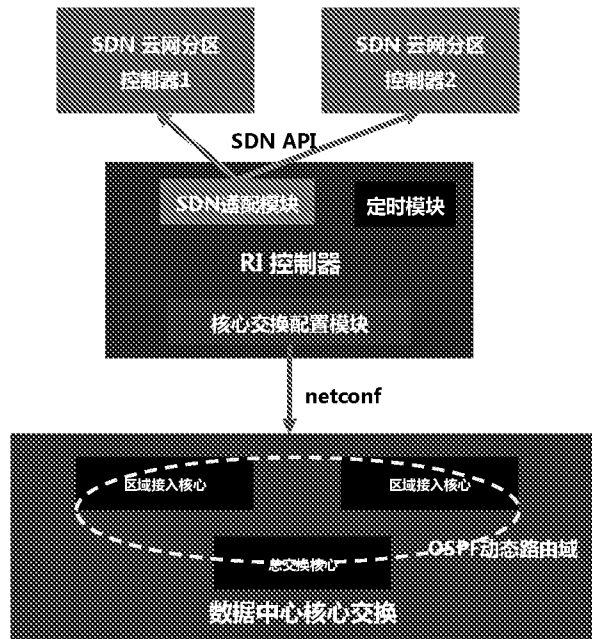 SDN 云网分区
控制器1
SDN 云网分区
控制器2
SDN API
SDN适配模块
定时模块
RI 控制器
核心交换配置模块
netconf
区域接入核心
区域接入核心
OSPF动态路由域
总交换核心
数据中心核心交换